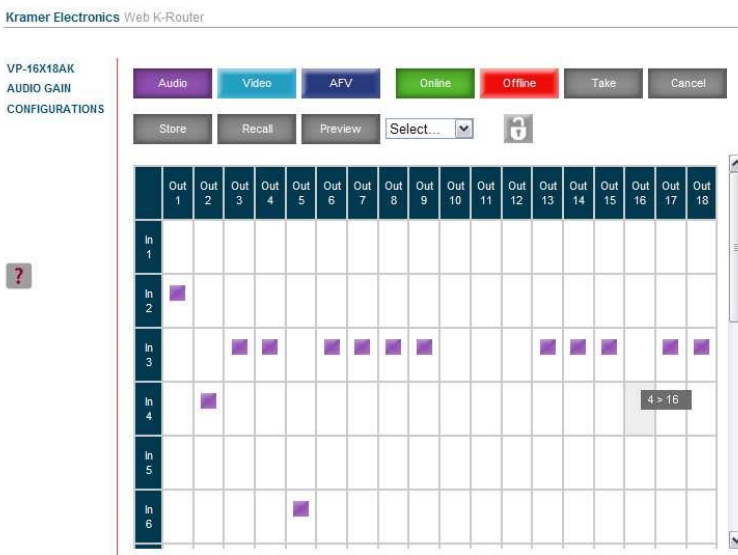 Kramer Electronics Web K-Router
VP-16X18AK
AUDIO GAIN
CONFIGURATIONS
Audio Video AFV Online Offline Take Cancel
Store Recall Preview Select...
Out 1 Out 2 Out 3 Out 4 Out 5 Out 6 Out 7 Out 8 Out 9 Out 10 Out 11 Out 12 Out 13 Out 14 Out 15 Out 16 Out 17 Out 18
In 1
?
In 2
In 3
In 4
4 > 16
In 5
In 6